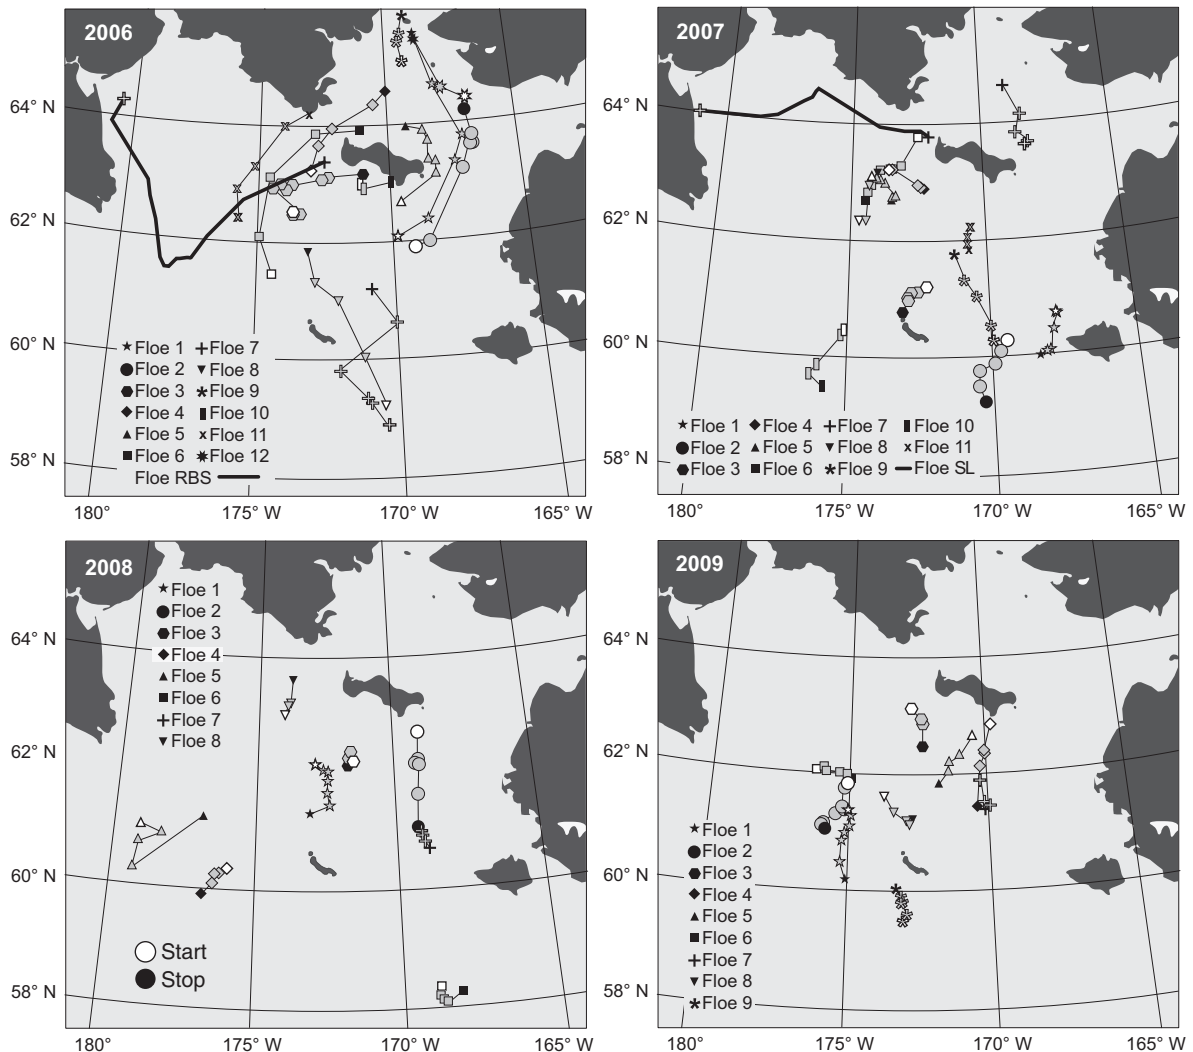 2006
64° N
62° N
60° N
58° N
Floe 1 Floe 7
Floe 2 Floe 8
Floe 3 Floe 9
Floe 4 Floe 10
Floe 5 Floe 11
Floe 6 Floe 12
Floe RBS
180° 175° W 170° W 165° W
2007
64° N
62° N
60° N
58° N
Floe 1 Floe 4 Floe 7 Floe 10
Floe 2 Floe 5 Floe 8 Floe 11
Floe 3 Floe 6 Floe 9 Floe SL
180° 175° W 170° W 165° W
2008
Floe 1
Floe 2
Floe 3
Floe 4
Floe 5
Floe 6
Floe 7
Floe 8
64° N
62° N
60° N
58° N
Start
Stop
180° 175° W 170° W 165° W
2009
64° N
62° N
60° N
58° N
Floe 1
Floe 2
Floe 3
Floe 4
Floe 5
Floe 6
Floe 7
Floe 8
Floe 9
180° 175° W 170° W 165° W